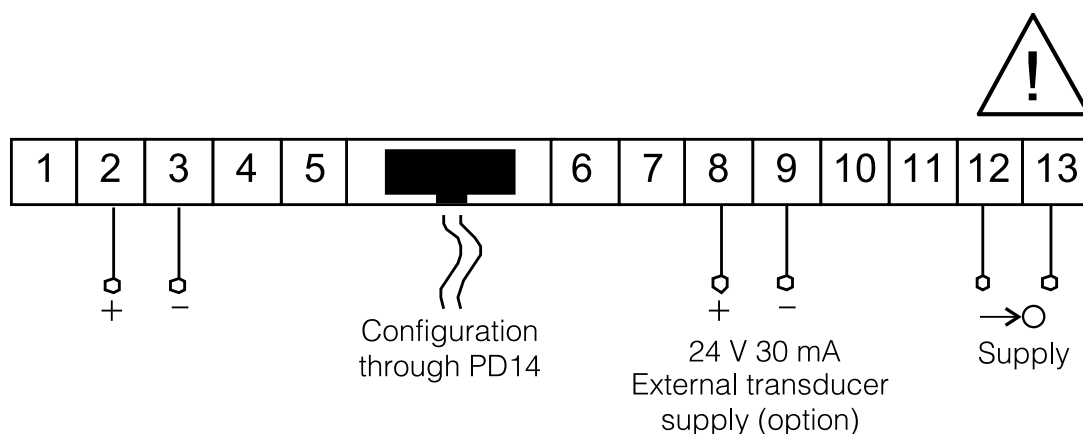 !
1 2 3 4 5 6 7 8 9 10 11 12 13
+ − + −
Configuration
through PD14
24 V 30 mA
External transducer
supply (option)
Supply